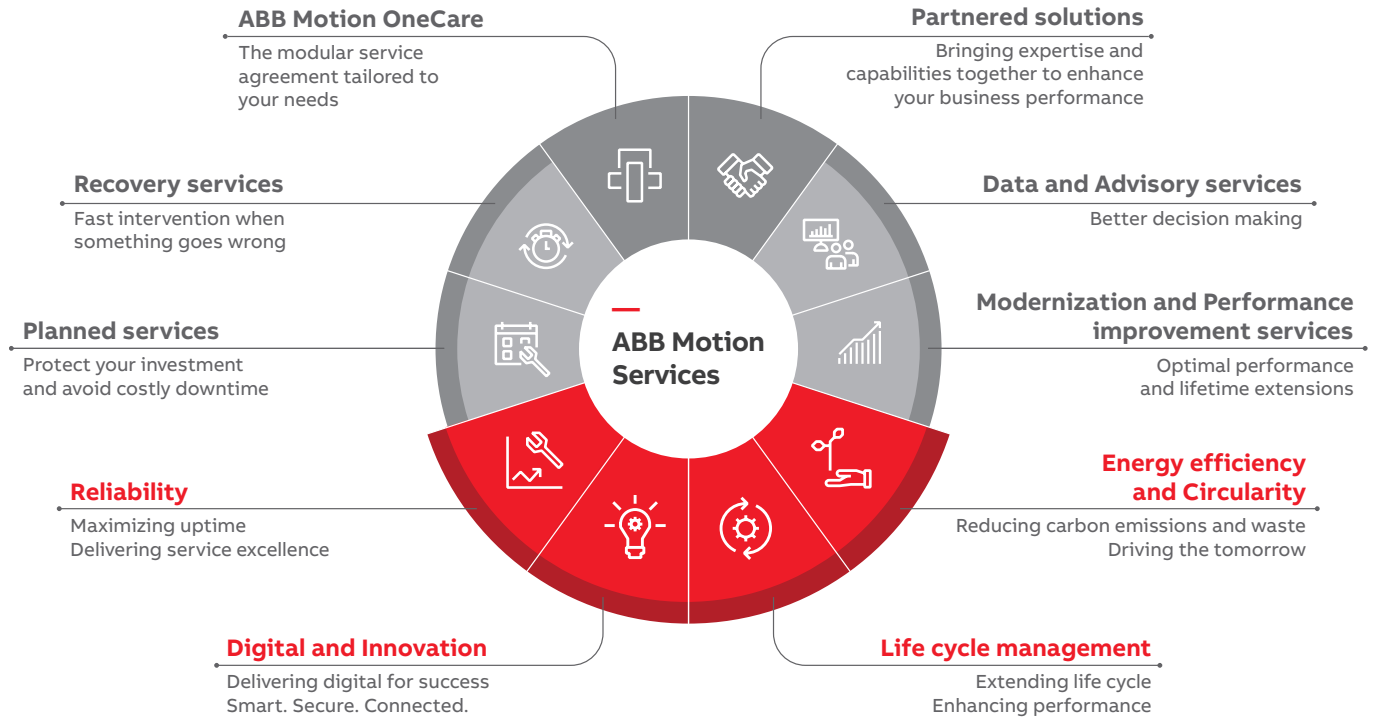 ABB Motion OneCare
The modular service
agreement tailored to
your needs
Partnered solutions
Bringing expertise and
capabilities together to enhance
your business performance
Recovery services
Fast intervention when
something goes wrong
Data and Advisory services
Better decision making
Planned services
Protect your investment
and avoid costly downtime
ABB Motion
Services
Modernization and Performance
improvement services
Optimal performance
and lifetime extensions
Reliability
Maximizing uptime
Delivering service excellence
Energy efficiency
and Circularity
Reducing carbon emissions and waste
Driving the tomorrow
Digital and Innovation
Delivering digital for success
Smart. Secure. Connected.
Life cycle management
Extending life cycle
Enhancing performance